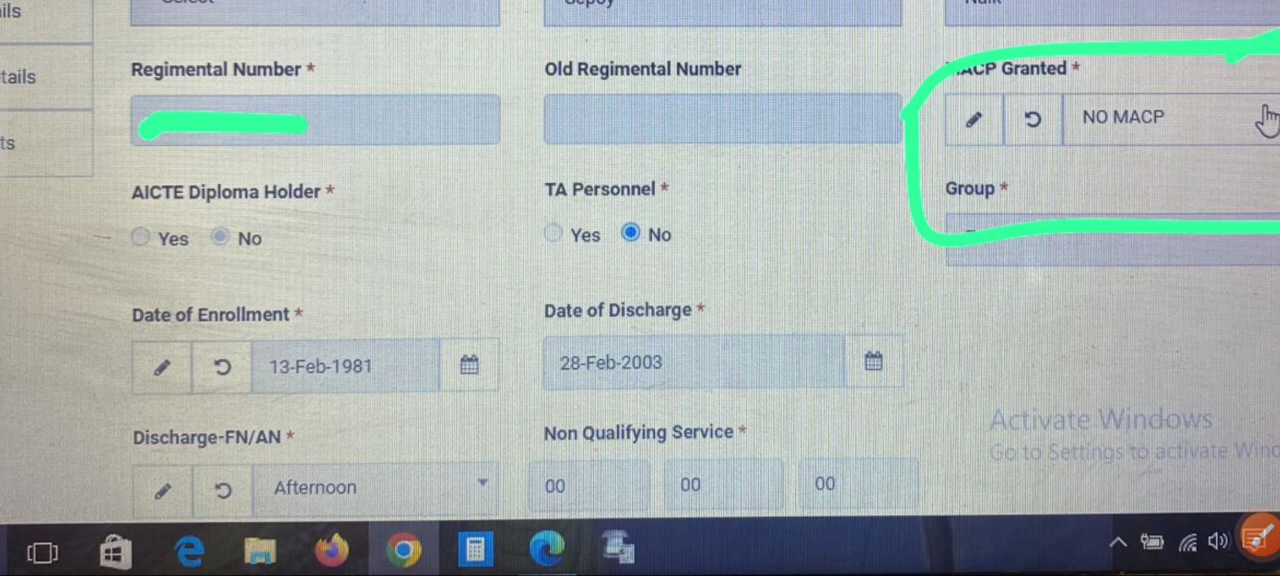 ils
Regimental Number *
Old Regimental Number
MACP Granted *
tails
NO MACP
ts
AICTE Diploma Holder *
TA Personnel *
Group *
Yes No
Yes No
Date of Enrollment *
Date of Discharge *
13-Feb-1981
28-Feb-2003
Activate Windows
Go to Settings to activate Wind
Discharge-FN/AN *
Non Qualifying Service *
Afternoon
00 00 00